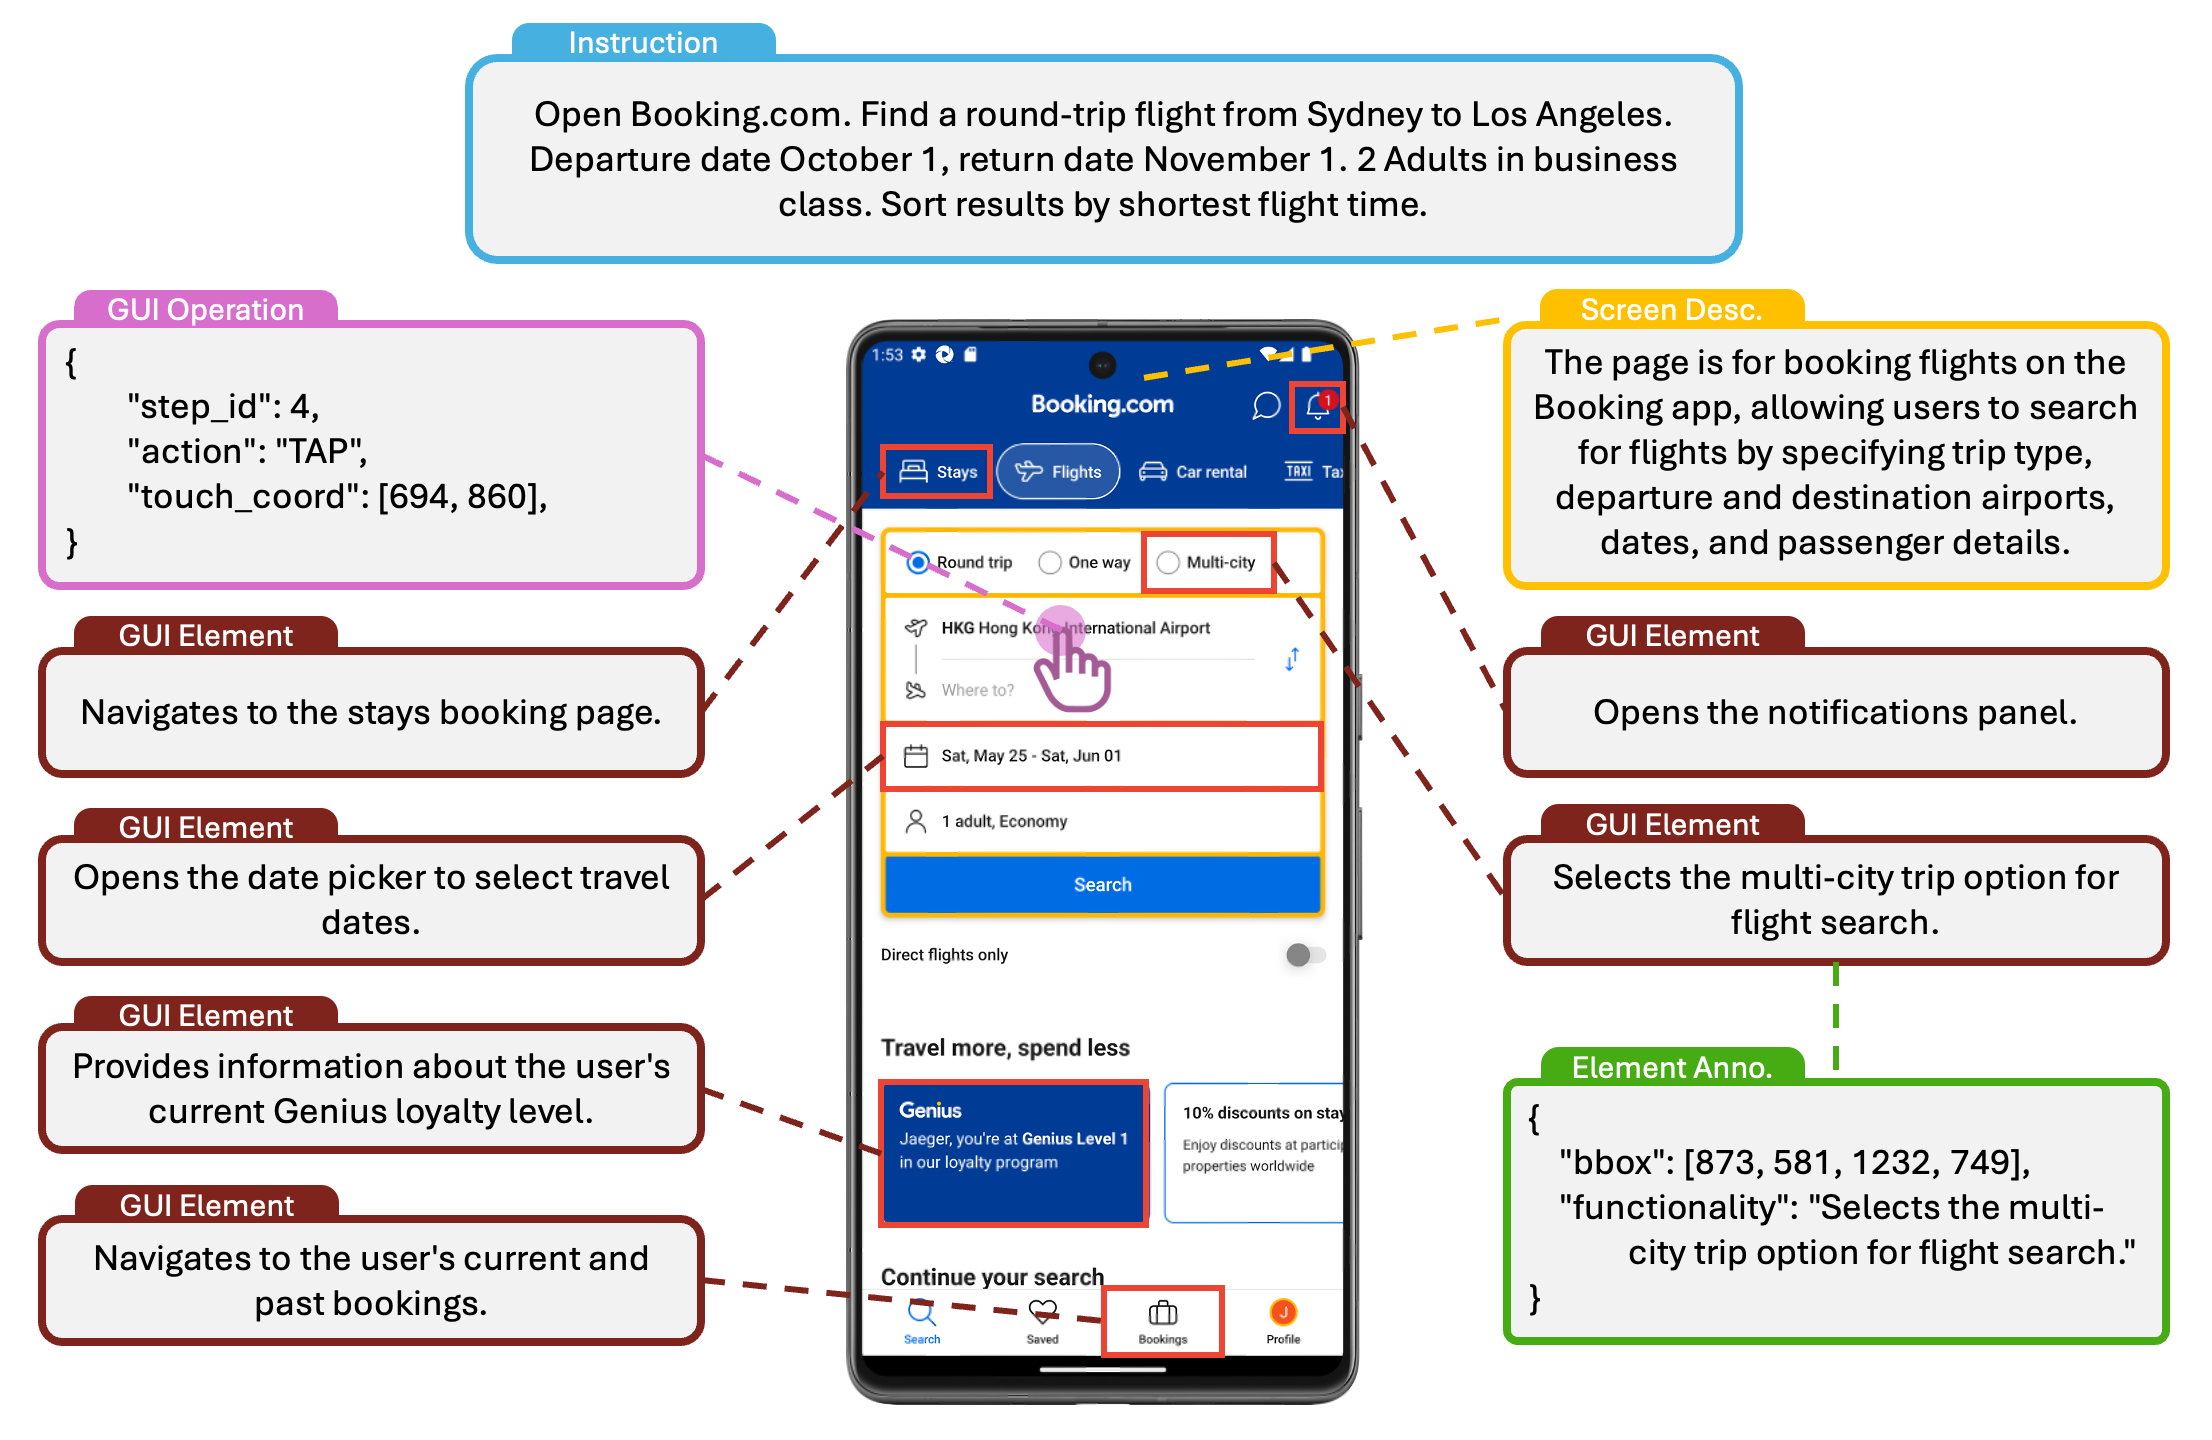 Instruction
Open Booking.com. Find a round-trip flight from Sydney to Los Angeles.
Departure date October 1, return date November 1. 2 Adults in business
class. Sort results by shortest flight time.
GUI Operation
{
"step_id": 4,
"action": "TAP",
"touch_coord": [694, 860],
}
GUI Element
Navigates to the stays booking page.
GUI Element
Opens the date picker to select travel
dates.
GUI Element
Provides information about the user's
current Genius loyalty level.
GUI Element
Navigates to the user's current and
past bookings.
1:53
Booking.com
1
Stays
Flights
Car rental
TAXI
Tax
Round trip
One way
Multi-city
HKG Hong Kong International Airport
Where to?
Sat, May 25 - Sat, Jun 01
1 adult, Economy
Search
Direct flights only
Travel more, spend less
Genius
Jaeger, you're at Genius Level 1
in our loyalty program
10% discounts on stay
Enjoy discounts at particip
properties worldwide
Continue your search
Search
Saved
Bookings
J
Profile
Screen Desc.
The page is for booking flights on the
Booking app, allowing users to search
for flights by specifying trip type,
departure and destination airports,
dates, and passenger details.
GUI Element
Opens the notifications panel.
GUI Element
Selects the multi-city trip option for
flight search.
Element Anno.
{
"bbox": [873, 581, 1232, 749],
"functionality": "Selects the multi-
city trip option for flight search."
}